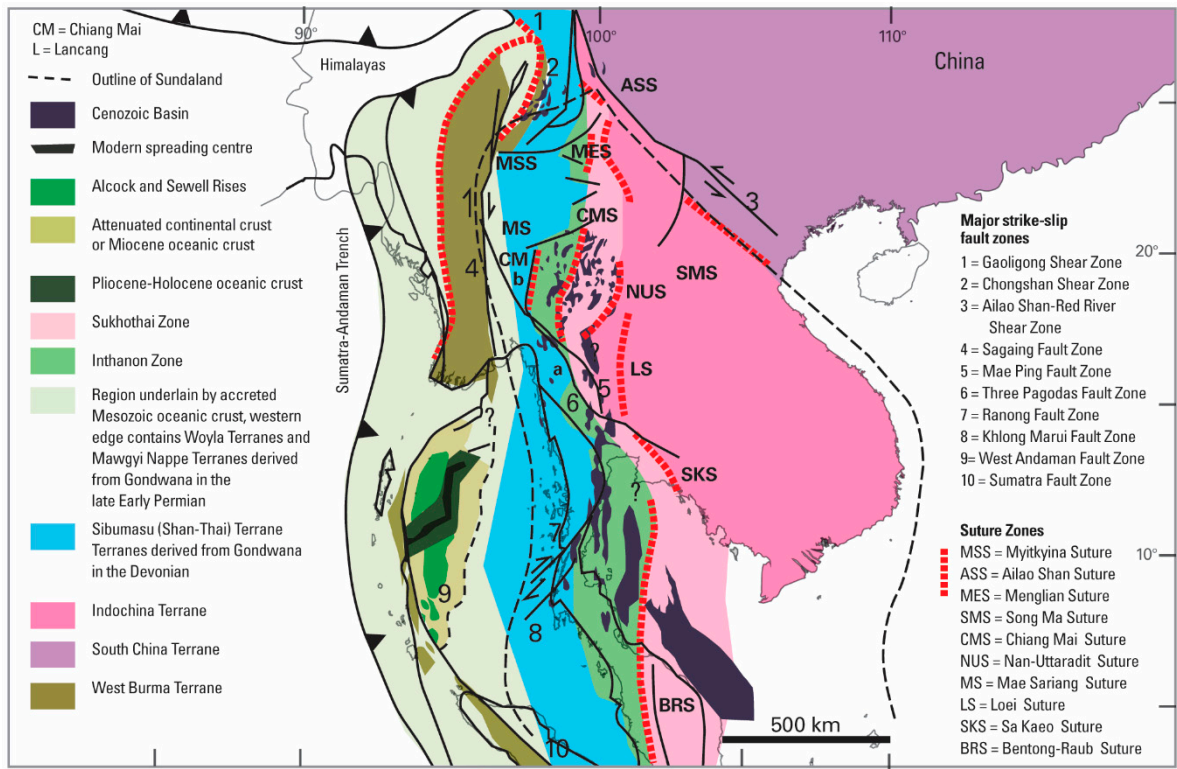 CM = Chiang Mai
L = Lancang
Outline of Sundaland
Cenozoic Basin
Modern spreading centre
Alcock and Sewell Rises
Attenuated continental crust
or Miocene oceanic crust
Pliocene-Holocene oceanic crust
Sukhothai Zone
Inthanon Zone
Region underlain by accreted
Mesozoic oceanic crust, western
edge contains Woyla Terranes and
Mawgyi Nappe Terranes derived
from Gondwana in the
late Early Permian
Sibumasu (Shan-Thai) Terrane
Terranes derived from Gondwana
in the Devonian
Indochina Terrane
South China Terrane
West Burma Terrane
90°
100°
110°
Himalayas
China
1
2
ASS
MES
MSS
1
3
CMS
MS
CM
b
4
SMS
NUS
20°
Sumatra-Andaman Trench
2
a
LS
5
6
?
SKS
?
7
10°
9
8
BRS
10
500 km
Major strike-slip
fault zones
1 = Gaoligong Shear Zone
2 = Chongshan Shear Zone
3 = Ailao Shan-Red River
Shear Zone
4 = Sagaing Fault Zone
5 = Mae Ping Fault Zone
6 = Three Pagodas Fault Zone
7 = Ranong Fault Zone
8 = Khlong Marui Fault Zone
9= West Andaman Fault Zone
10 = Sumatra Fault Zone
Suture Zones
MSS = Myitkyina Suture
ASS = Ailao Shan Suture
MES = Menglian Suture
SMS = Song Ma Suture
CMS = Chiang Mai Suture
NUS = Nan-Uttaradit Suture
MS = Mae Sariang Suture
LS = Loei Suture
SKS = Sa Kaeo Suture
BRS = Bentong-Raub Suture